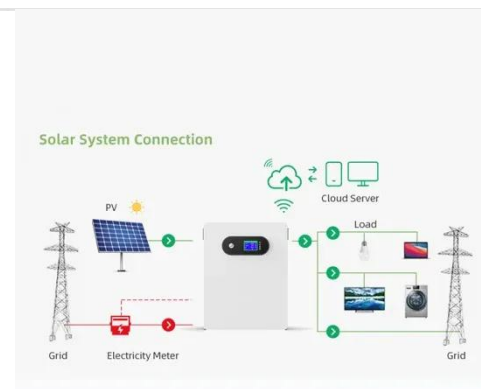 Solar System Connection
Cloud Server
PV
Load
Grid
Electricity Meter
Grid